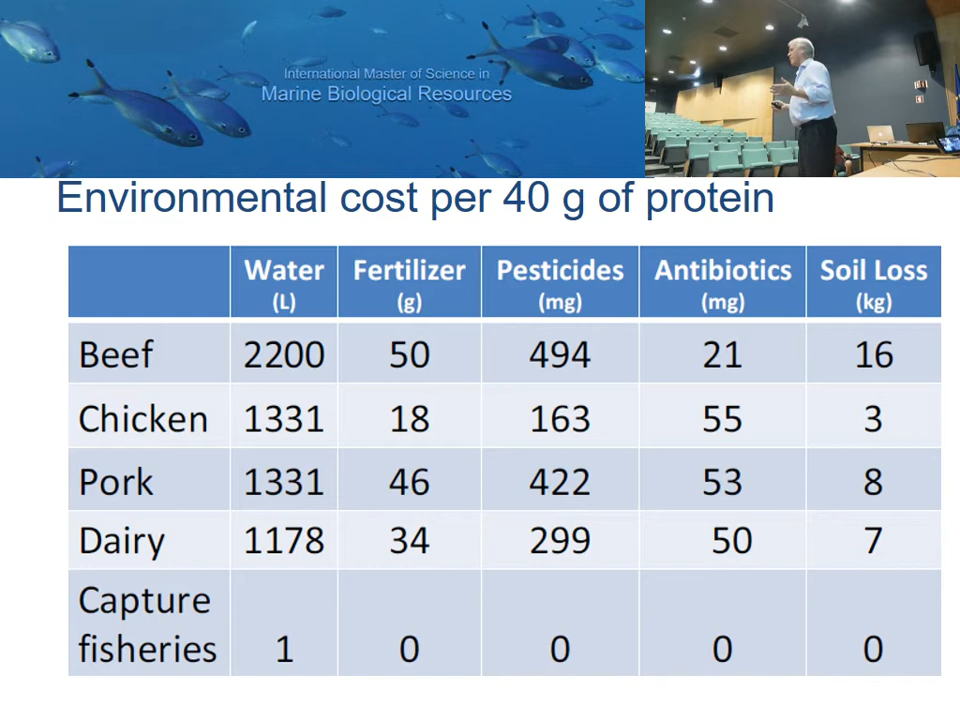 International Master of Science in
Marine Biological Resources
Environmental cost per 40 g of protein
Water Fertilizer Pesticides Antibiotics Soil Loss
(L) (g) (mg) (mg) (kg)
Beef 2200 50 494 21 16
Chicken 1331 18 163 55 3
Pork 1331 46 422 53 8
Dairy 1178 34 299 50 7
Capture
fisheries 1 0 0 0 0